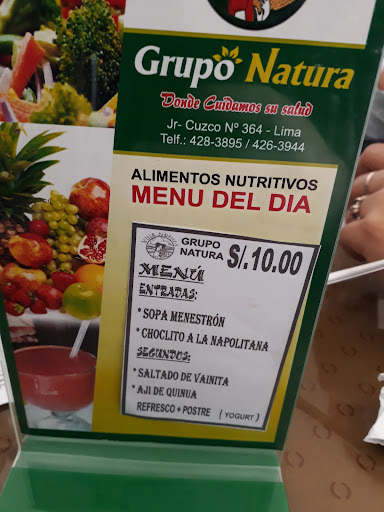 Grupo Natura
Donde Cuidamos su salud
Jr- Cuzco Nº 364 - Lima
Telf.: 428-3895 / 426-3944
ALIMENTOS NUTRITIVOS
MENU DEL DIA
GRUPO NATURA S/.10.00
MENÚ
ENTRADAS:
* SOPA MENESTRÓN
* CHOCLITO A LA NAPOLITANA
SEGUNDOS:
* SALTADO DE VAINITA
* AJI DE QUINUA
REFRESCO + POSTRE ( YOGURT )